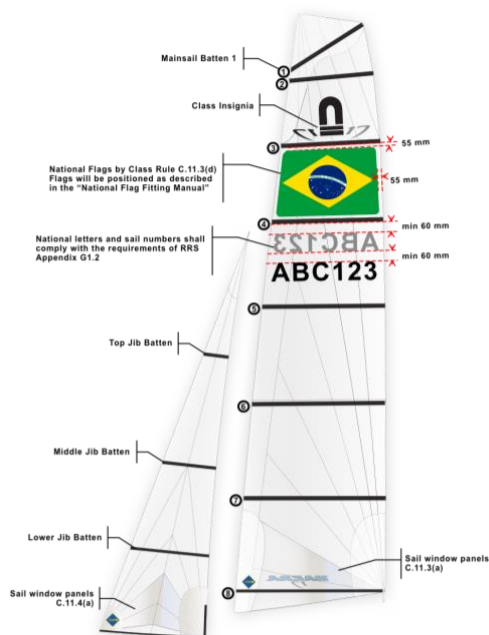 Mainsail Batten 1
1
2
Class Insignia
3
55 mm
National Flags by Class Rule C.11.3(d)
Flags will be positioned as described
in the “National Flag Fitting Manual”
55 mm
4
min 60 mm
National letters and sail numbers shall
comply with the requirements of RRS
Appendix G1.2
ABC123
min 60 mm
ABC123
5
Top Jib Batten
6
Middle Jib Batten
7
Lower Jib Batten
Sail window panels
C.11.3(a)
Sail window panels
C.11.4(a)
8